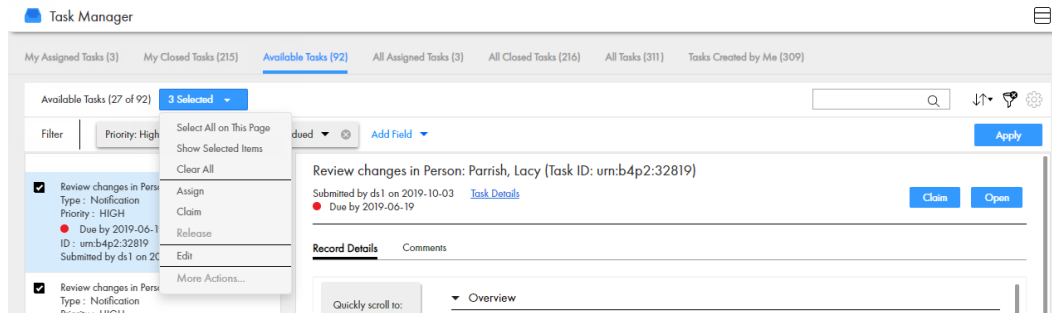 Task Manager
My Assigned Tasks (3) My Closed Tasks (215) Available Tasks (92) All Assigned Tasks (3) All Closed Tasks (216) All Tasks (311) Tasks Created by Me (309)
Available Tasks (27 of 92) 3 Selected
Filter Priority: High dued Add Field Apply
Select All on This Page
Show Selected Items
Clear All
Assign
Claim
Release
Edit
More Actions...
Review changes in Perso
Type : Notification
Priority : HIGH
Due by 2019-06-1
ID : urn:b4p2:32819
Submitted by ds1 on 20
Review changes in Perso
Type : Notification
Priority : HIGH
Review changes in Person: Parrish, Lacy (Task ID: urn:b4p2:32819)
Submitted by ds1 on 2019-10-03 Task Details
Due by 2019-06-19
Claim Open
Record Details Comments
Quickly scroll to:
Overview